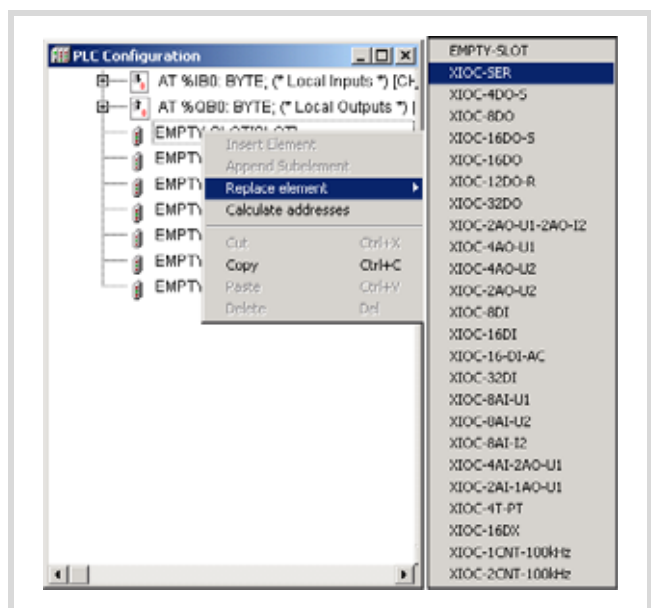 PLC Configuration
AT %IB0: BYTE; (* Local Inputs *) [CH
AT %QB0: BYTE; (* Local Outputs *) [
EMPTY-SLOT[SLOT]
EMPTY
EMPTY
EMPTY
EMPTY
EMPTY
EMPTY
Insert Element
Append Subelement
Replace element
Calculate addresses
Cut Ctrl+X
Copy Ctrl+C
Paste Ctrl+V
Delete Del
EMPTY-SLOT
XIOC-SER
XIOC-4DO-S
XIOC-8DO
XIOC-16DO-S
XIOC-16DO
XIOC-12DO-R
XIOC-32DO
XIOC-2AO-U1-2AO-I2
XIOC-4AO-U1
XIOC-4AO-U2
XIOC-2AO-U2
XIOC-8DI
XIOC-16DI
XIOC-16-DI-AC
XIOC-32DI
XIOC-8AI-U1
XIOC-8AI-U2
XIOC-8AI-I2
XIOC-4AI-2AO-U1
XIOC-2AI-1AO-U1
XIOC-4T-PT
XIOC-16DX
XIOC-1CNT-100kHz
XIOC-2CNT-100kHz